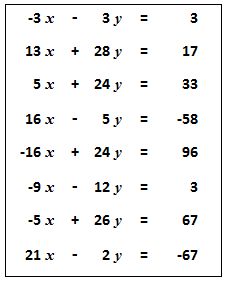 -3 x - 3 y = 3
13 x + 28 y = 17
5 x + 24 y = 33
16 x - 5 y = -58
-16 x + 24 y = 96
-9 x - 12 y = 3
-5 x + 26 y = 67
21 x - 2 y = -67